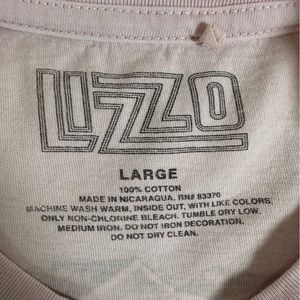 LIZZO
LARGE
100% COTTON
MADE IN NICARAGUA. RN# 83370
MACHINE WASH WARM, INSIDE OUT, WITH LIKE COLORS.
ONLY NON-CHLORINE BLEACH. TUMBLE DRY LOW.
MEDIUM IRON. DO NOT IRON DECORATION.
DO NOT DRY CLEAN.